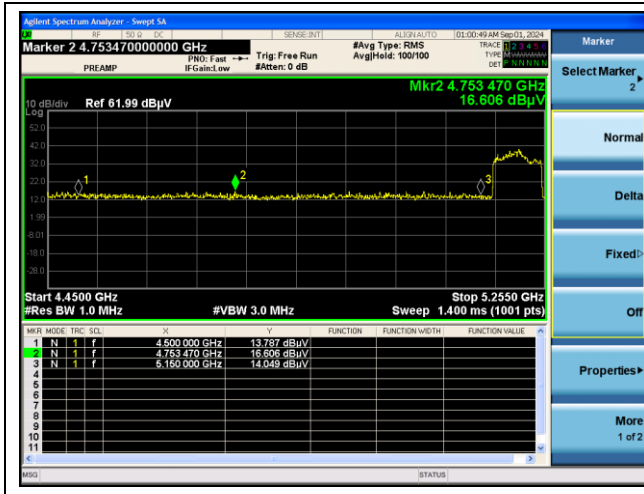 Agilent Spectrum Analyzer - Swept SA
RF 50 Ω DC SENSE:INT ALIGN AUTO 01:00:49 AM Sep 01, 2024
Marker 2 4.753470000000 GHz
PREAMP
PNO: Fast
IFGain:Low
Trig: Free Run
#Atten: 0 dB
#Avg Type: RMS
Avg|Hold: 100/100
TRACE 1 2 3 4 5 6
TYPE
DET P N N N N N
Mkr2 4.753 470 GHz
16.606 dBµV
10 dB/div Ref 61.99 dBµV
Log
52.0
42.0
32.0
22.0
12.0
1.99
-8.01
-18.0
-28.0
1
2
3
Start 4.4500 GHz Stop 5.2550 GHz
#Res BW 1.0 MHz #VBW 3.0 MHz Sweep 1.400 ms (1001 pts)
MKR MODE TRC SCL X Y FUNCTION FUNCTION WIDTH FUNCTION VALUE
1 N 1 f 4.500 000 GHz 13.787 dBµV
2 N 1 f 4.753 470 GHz 16.606 dBµV
3 N 1 f 5.150 000 GHz 14.049 dBµV
4
5
6
7
8
9
10
11
MSG STATUS
Marker
Select Marker
2
Normal
Delta
Fixed
Off
Properties
More
1 of 2